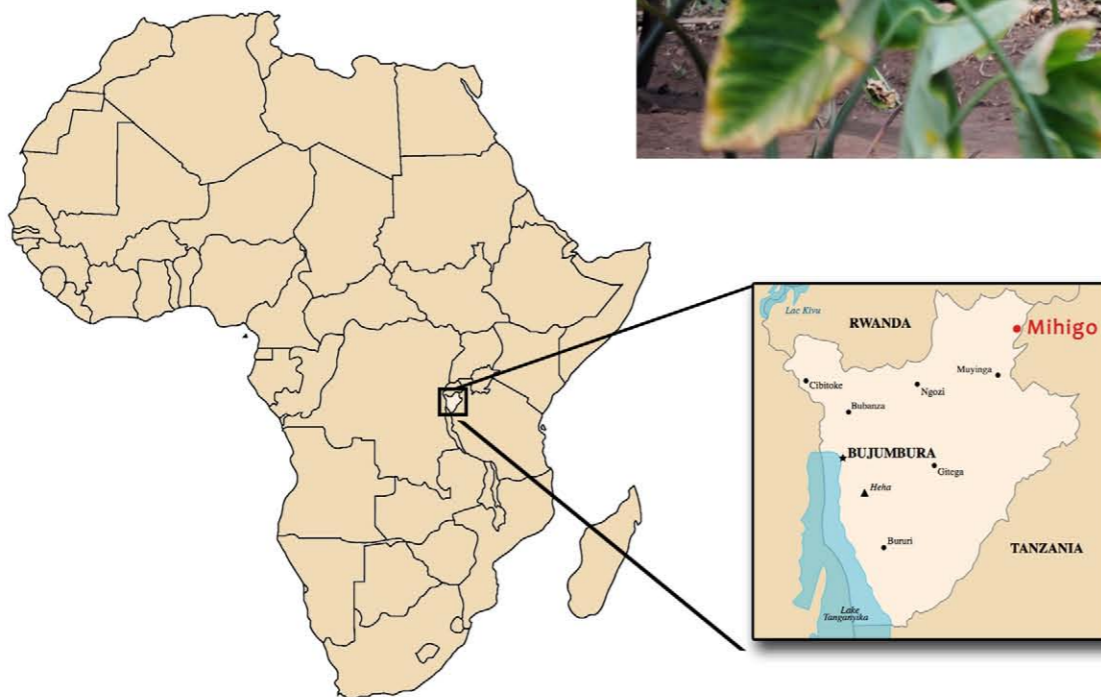 Lac Kivu
RWANDA
Mihigo
Muyinga
Cibitoke
Ngozi
Bubanza
BUJUMBURA
Gitega
Heha
Bururi
TANZANIA
Lake
Tanganyika